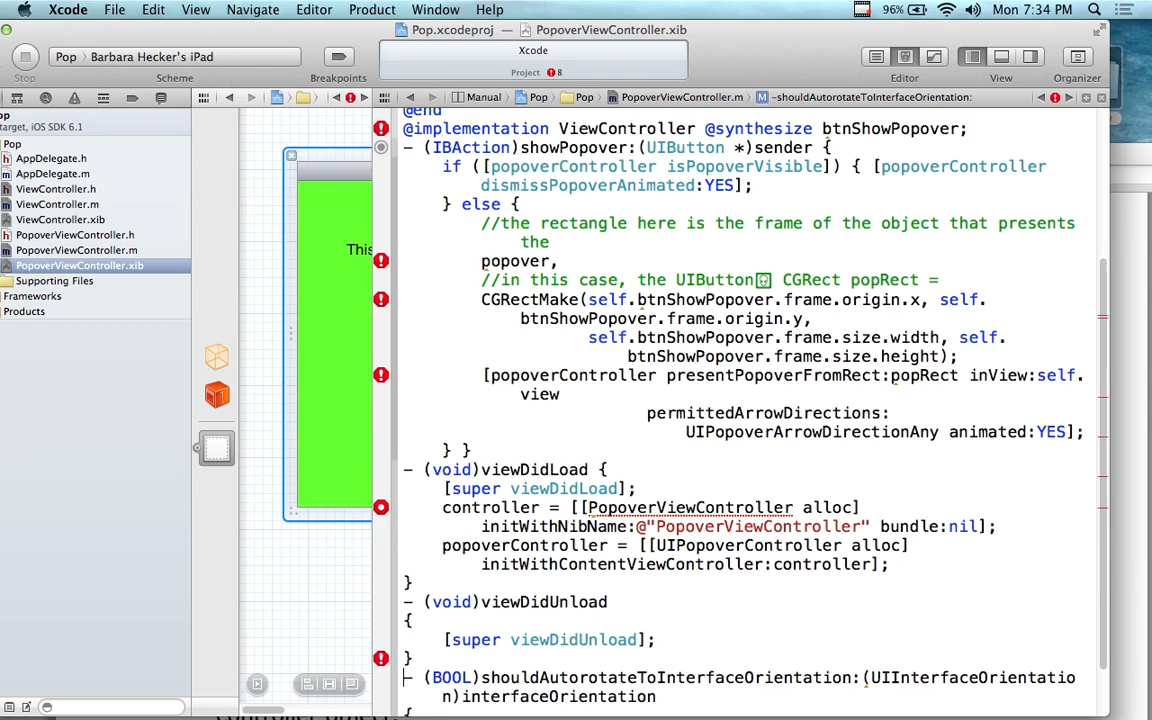 Xcode File Edit View Navigate Editor Product Window Help 96% Mon 7:34 PM
Pop.xcodeproj — PopoverViewController.xib
Pop Barbara Hecker's iPad
Xcode
Project 8
Stop Scheme Breakpoints Editor View Organizer
Manual Pop Pop PopoverViewController.m M -shouldAutorotateToInterfaceOrientation:
op
target, iOS SDK 6.1
Pop
AppDelegate.h
AppDelegate.m
ViewController.h
ViewController.m
ViewController.xib
PopoverViewController.h
PopoverViewController.m
PopoverViewController.xib
Supporting Files
Frameworks
Products
This
@end
@implementation ViewController @synthesize btnShowPopover;
- (IBAction)showPopover:(UIButton *)sender {
if ([popoverController isPopoverVisible]) { [popoverController
dismissPopoverAnimated:YES];
} else {
//the rectangle here is the frame of the object that presents
the
popover,
//in this case, the UIButton CGRect popRect =
CGRectMake(self.btnShowPopover.frame.origin.x, self.
btnShowPopover.frame.origin.y,
self.btnShowPopover.frame.size.width, self.
btnShowPopover.frame.size.height);
[popoverController presentPopoverFromRect:popRect inView:self.
view
permittedArrowDirections:
UIPopoverArrowDirectionAny animated:YES];
} }
- (void)viewDidLoad {
[super viewDidLoad];
controller = [[PopoverViewController alloc]
initWithNibName:@"PopoverViewController" bundle:nil];
popoverController = [[UIPopoverController alloc]
initWithContentViewController:controller];
}
- (void)viewDidUnload
{
[super viewDidUnload];
}
- (BOOL)shouldAutorotateToInterfaceOrientation:(UIInterfaceOrientatio
n)interfaceOrientation
{